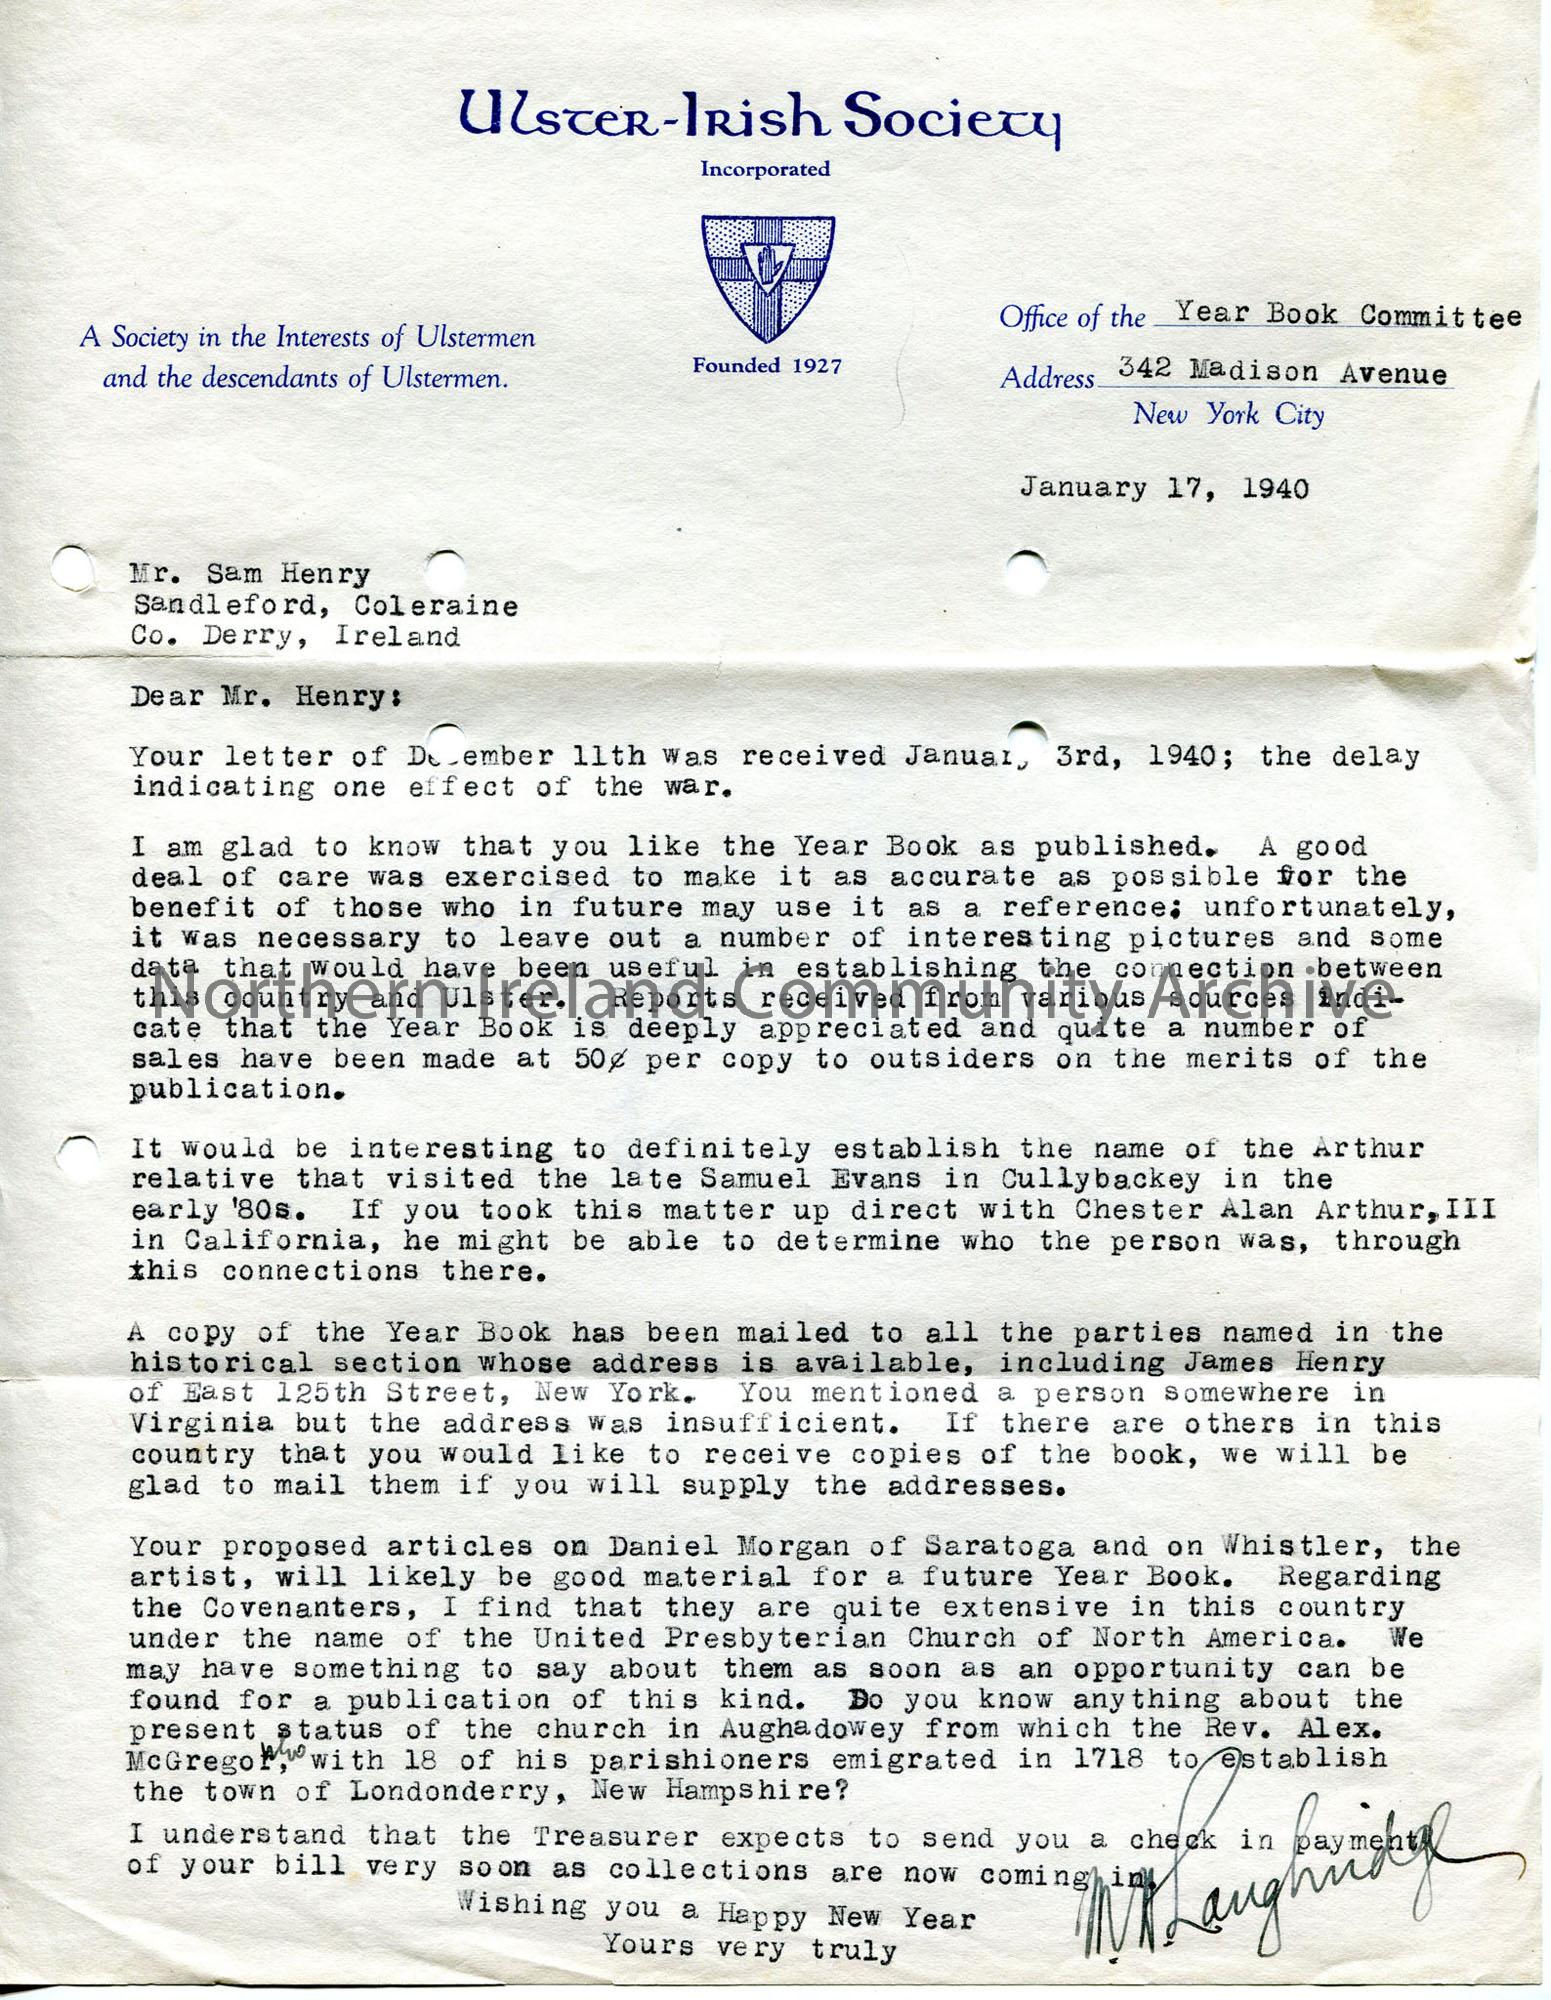 Ulster-Irish Society
Incorporated
Founded 1927
A Society in the Interests of Ulstermen
and the descendants of Ulstermen.
Office of the Year Book Committee
Address 342 Madison Avenue
New York City
January 17, 1940
Mr. Sam Henry
Sandleford, Coleraine
Co. Derry, Ireland
Dear Mr. Henry:
Your letter of December 11th was received January 3rd, 1940; the delay
indicating one effect of the war.
I am glad to know that you like the Year Book as published. A good
deal of care was exercised to make it as accurate as possible for the
benefit of those who in future may use it as a reference; unfortunately,
it was necessary to leave out a number of interesting pictures and some
data that would have been useful in establishing the connection between
this country and Ulster. Reports received from various sources indi-
cate that the Year Book is deeply appreciated and quite a number of
sales have been made at 50¢ per copy to outsiders on the merits of the
publication.
Northern Ireland Community Archive
It would be interesting to definitely establish the name of the Arthur
relative that visited the late Samuel Evans in Cullybackey in the
early '80s. If you took this matter up direct with Chester Alan Arthur, III
in California, he might be able to determine who the person was, through
this connections there.
A copy of the Year Book has been mailed to all the parties named in the
historical section whose address is available, including James Henry
of East 125th Street, New York. You mentioned a person somewhere in
Virginia but the address was insufficient. If there are others in this
country that you would like to receive copies of the book, we will be
glad to mail them if you will supply the addresses.
Your proposed articles on Daniel Morgan of Saratoga and on Whistler, the
artist, will likely be good material for a future Year Book. Regarding
the Covenanters, I find that they are quite extensive in this country
under the name of the United Presbyterian Church of North America. We
may have something to say about them as soon as an opportunity can be
found for a publication of this kind. Do you know anything about the
present status of the church in Aughadowey from which the Rev. Alex.
McGregor, who with 18 of his parishioners emigrated in 1718 to establish
the town of Londonderry, New Hampshire?
I understand that the Treasurer expects to send you a check in payment
of your bill very soon as collections are now coming in.
Wishing you a Happy New Year
Yours very truly